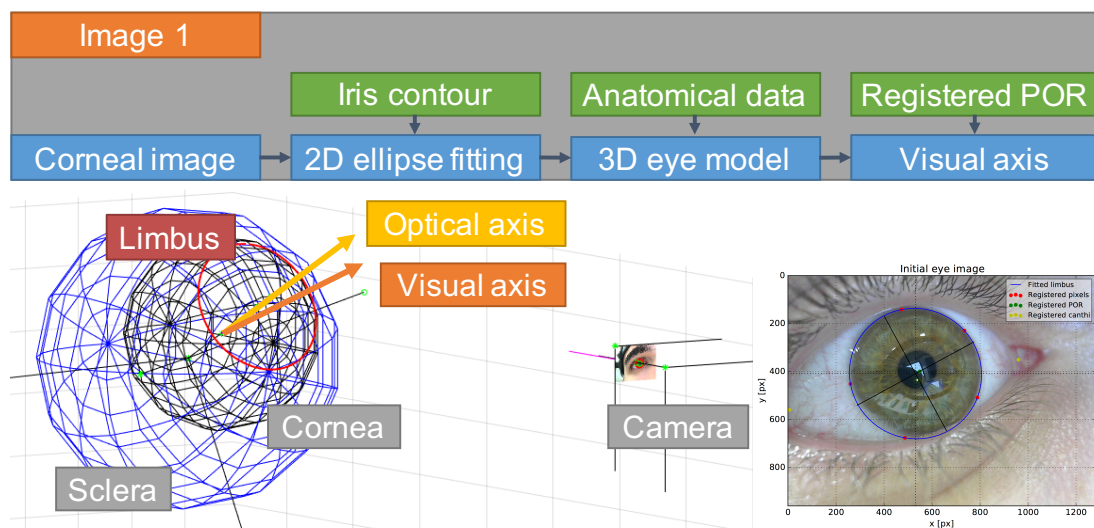 Image 1
Iris contour
Anatomical data
Registered POR
Corneal image
2D ellipse fitting
3D eye model
Visual axis
Limbus
Optical axis
Visual axis
Cornea
Sclera
Camera
Initial eye image
Fitted limbus
Registered pixels
Registered POR
Registered canthi
y [px]
0
200
400
600
800
0 200 400 600 800 1000 1200
x [px]